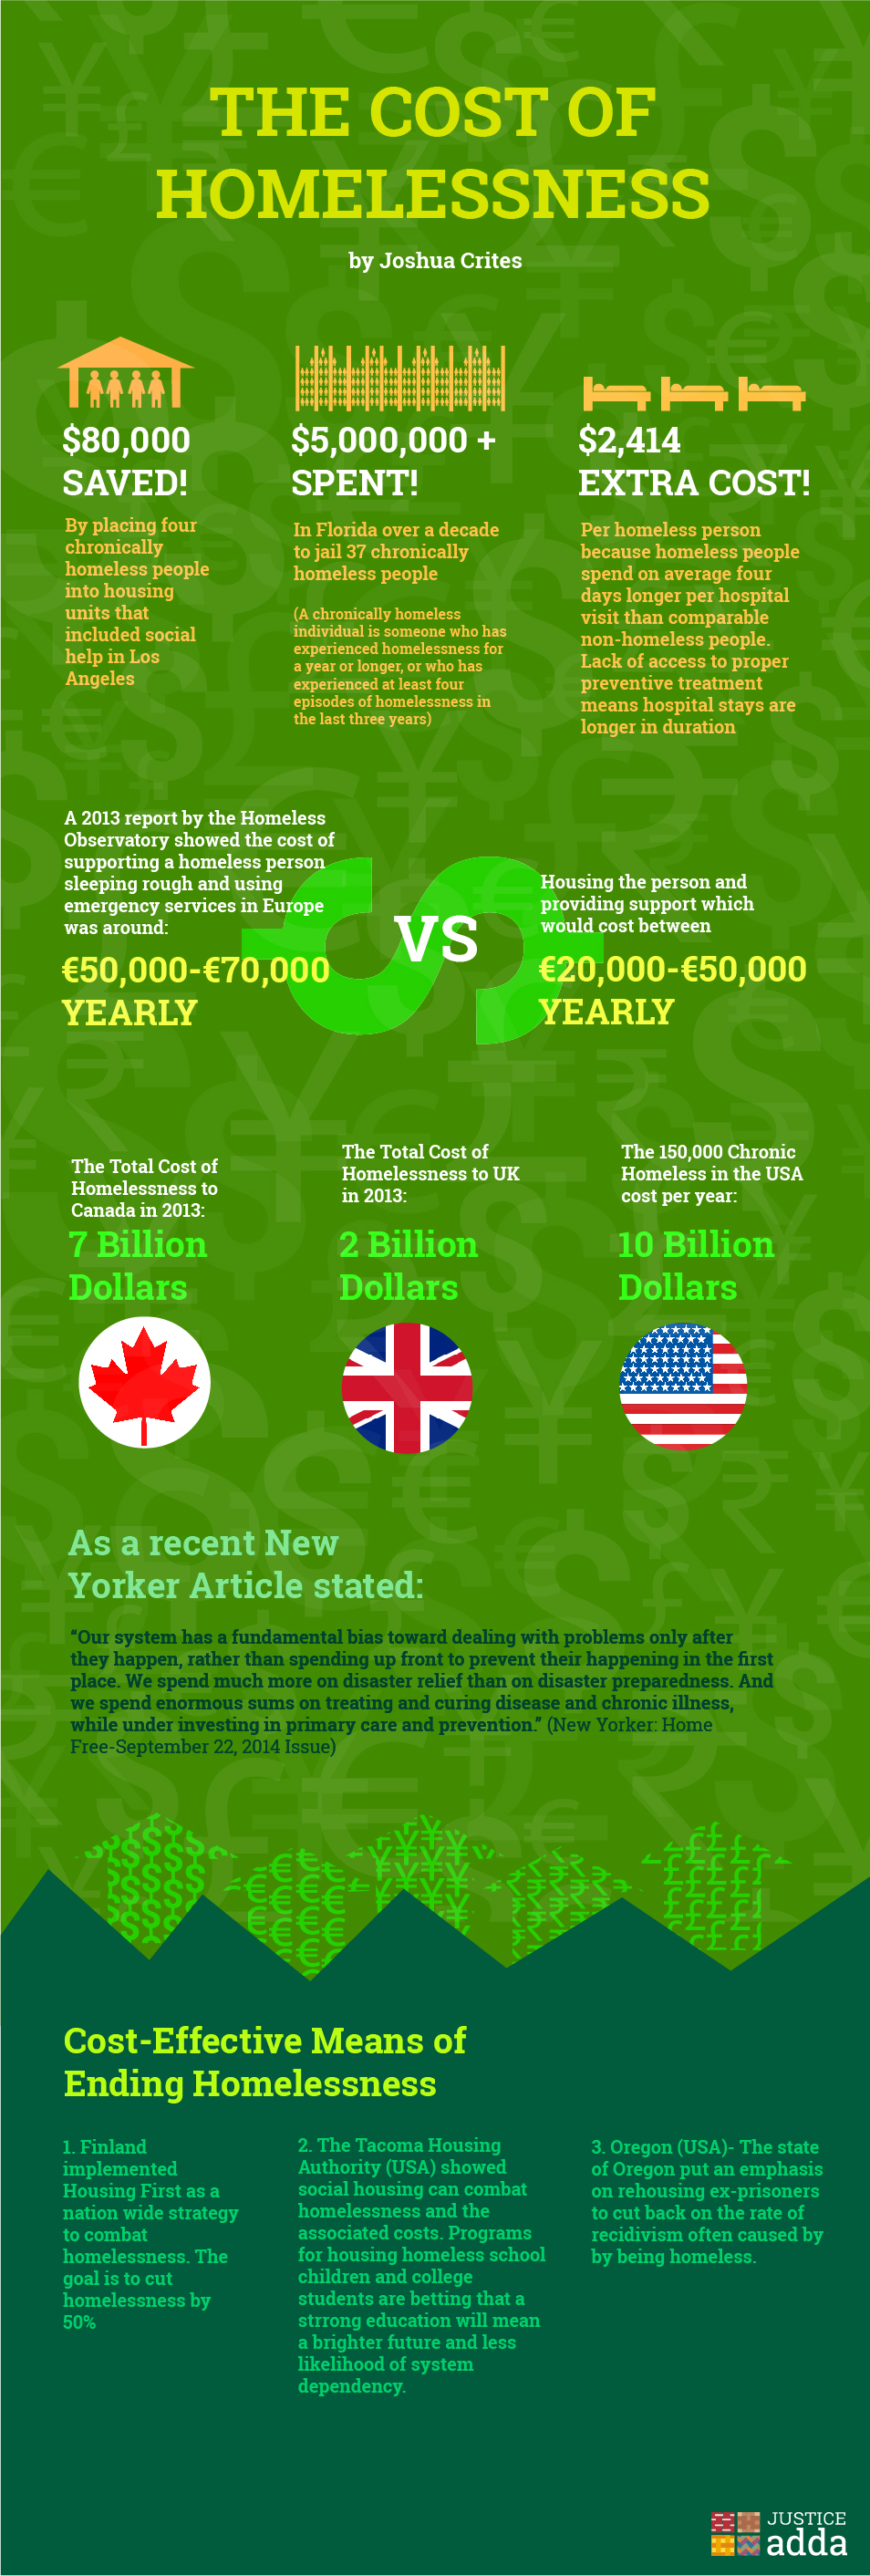 THE COST OF
HOMELESSNESS
by Joshua Crites
$80,000
SAVED!
By placing four
chronically
homeless people
into housing
units that
included social
help in Los
Angeles
$5,000,000 +
SPENT!
In Florida over a decade
to jail 37 chronically
homeless people
(A chronically homeless
individual is someone who has
experienced homelessness for
a year or longer, or who has
experienced at least four
episodes of homelessness in
the last three years)
$2,414
EXTRA COST!
Per homeless person
because homeless people
spend on average four
days longer per hospital
visit than comparable
non-homeless people.
Lack of access to proper
preventive treatment
means hospital stays are
longer in duration
A 2013 report by the Homeless
Observatory showed the cost of
supporting a homeless person
sleeping rough and using
emergency services in Europe
was around:
€50,000-€70,000
YEARLY
VS
Housing the person and
providing support which
would cost between
€20,000-€50,000
YEARLY
The Total Cost of
Homelessness to
Canada in 2013:
7 Billion
Dollars
The Total Cost of
Homelessness to UK
in 2013:
2 Billion
Dollars
The 150,000 Chronic
Homeless in the USA
cost per year:
10 Billion
Dollars
As a recent New
Yorker Article stated:
“Our system has a fundamental bias toward dealing with problems only after
they happen, rather than spending up front to prevent their happening in the first
place. We spend much more on disaster relief than on disaster preparedness. And
we spend enormous sums on treating and curing disease and chronic illness,
while under investing in primary care and prevention.” (New Yorker: Home
Free-September 22, 2014 Issue)
Cost-Effective Means of
Ending Homelessness
1. Finland
implemented
Housing First as a
nation wide strategy
to combat
homelessness. The
goal is to cut
homelessness by
50%
2. The Tacoma Housing
Authority (USA) showed
social housing can combat
homelessness and the
associated costs. Programs
for housing homeless school
children and college
students are betting that a
strrong education will mean
a brighter future and less
likelihood of system
dependency.
3. Oregon (USA)- The state
of Oregon put an emphasis
on rehousing ex-prisoners
to cut back on the rate of
recidivism often caused by
by being homeless.
JUSTICE
adda